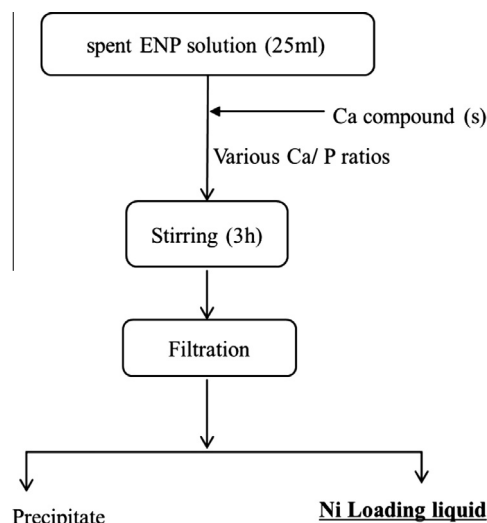 spent ENP solution (25ml)
Ca compound (s)
Various Ca/ P ratios
Stirring (3h)
Filtration
Precipitate
Ni Loading liquid